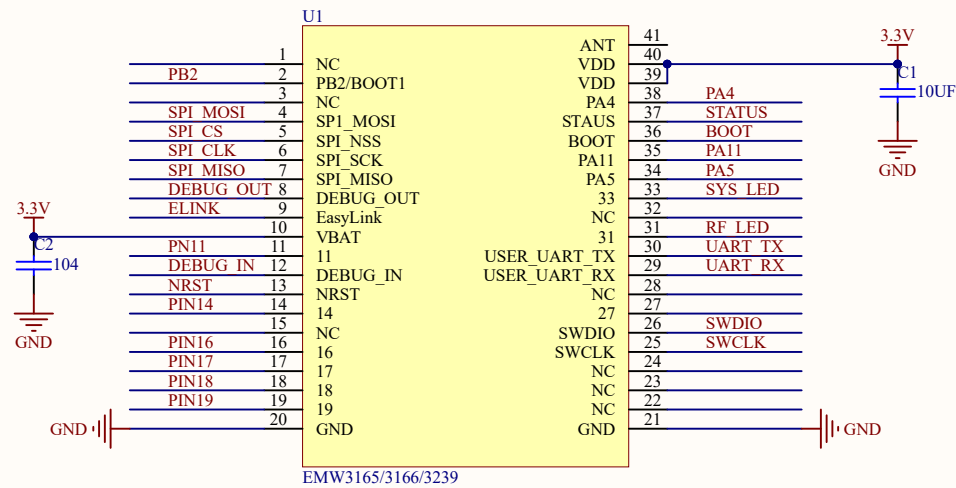 U1
ANT 41
1 NC VDD 40 3.3V
PB2 2 PB2/BOOT1 VDD 39 C1
3 NC PA4 38 PA4 10UF
SPI_MOSI 4 SP1_MOSI STAUS 37 STATUS
SPI_CS 5 SPI_NSS BOOT 36 BOOT
SPI_CLK 6 SPI_SCK PA11 35 PA11
SPI_MISO 7 SPI_MISO PA5 34 PA5 GND
DEBUG_OUT 8 DEBUG_OUT 33 33 SYS_LED
3.3V ELINK 9 EasyLink NC 32
C2 10 VBAT 31 31 RF_LED
104 PN11 11 11 USER_UART_TX 30 UART_TX
DEBUG_IN 12 DEBUG_IN USER_UART_RX 29 UART_RX
NRST 13 NRST NC 28
PIN14 14 14 27 27
GND 15 NC SWDIO 26 SWDIO
PIN16 16 16 SWCLK 25 SWCLK
PIN17 17 17 NC 24
PIN18 18 18 NC 23
PIN19 19 19 NC 22
GND 20 GND GND 21 GND
EMW3165/3166/3239